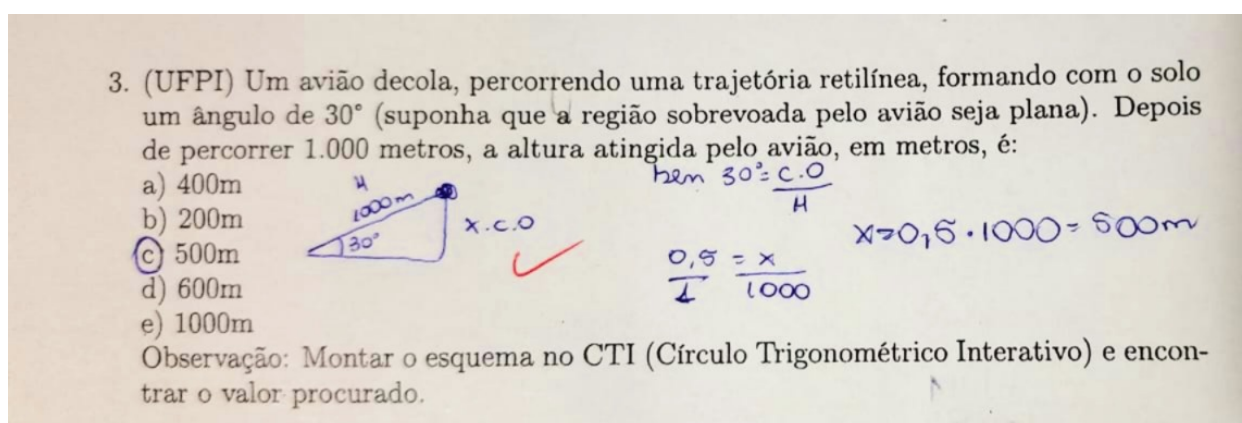 3. (UFPI) Um avião decola, percorrendo uma trajetória retilínea, formando com o solo
um ângulo de 30° (suponha que a região sobrevoada pelo avião seja plana). Depois
de percorrer 1.000 metros, a altura atingida pelo avião, em metros, é:
a) 400m
b) 200m
c) 500m
d) 600m
e) 1000m
H
1000m
30°
x.C.O
sen 30° = C.O
H
0,5 = x
1 1000
x=0,5 · 1000 = 500m
Observação: Montar o esquema no CTI (Círculo Trigonométrico Interativo) e encon-
trar o valor procurado.